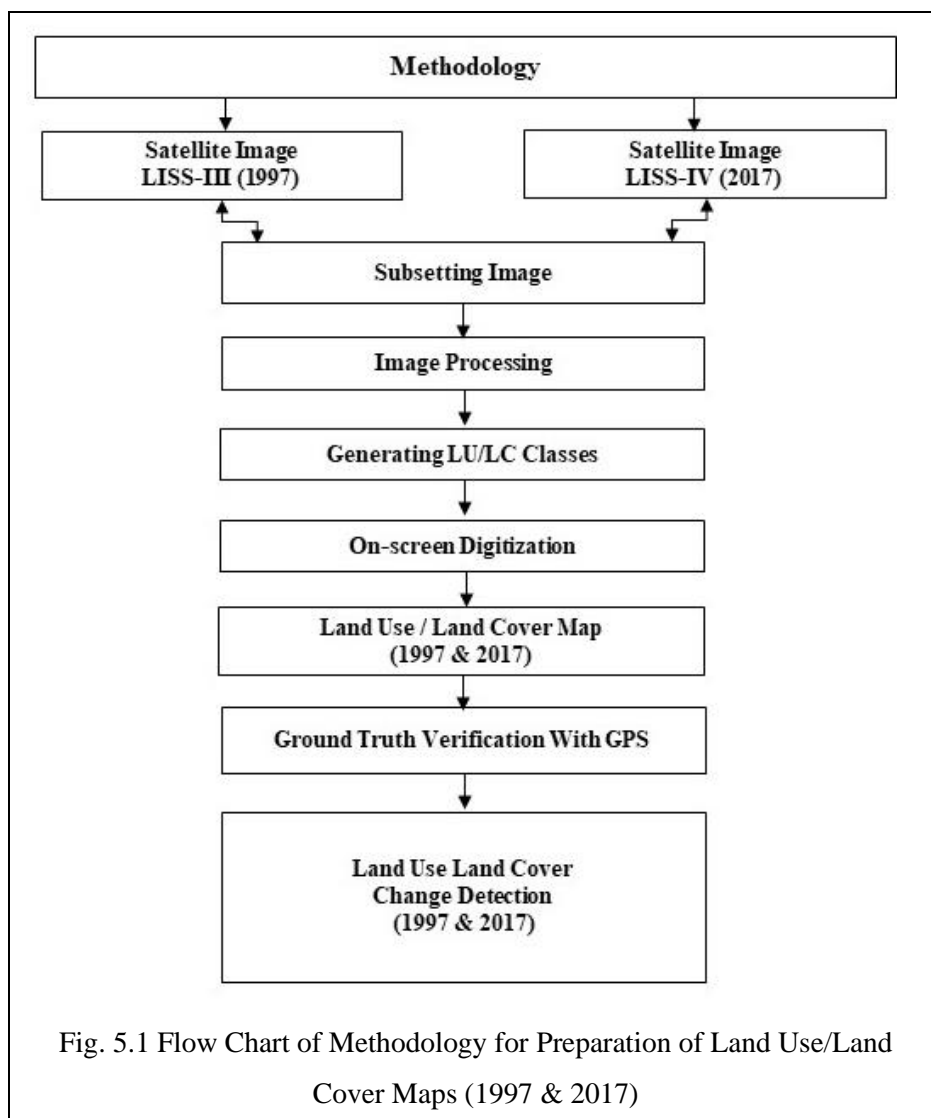 Methodology
Satellite Image
LISS-III (1997)
Satellite Image
LISS-IV (2017)
Subsetting Image
Image Processing
Generating LU/LC Classes
On-screen Digitization
Land Use / Land Cover Map
(1997 & 2017)
Ground Truth Verification With GPS
Land Use Land Cover
Change Detection
(1997 & 2017)
Fig. 5.1 Flow Chart of Methodology for Preparation of Land Use/Land
Cover Maps (1997 & 2017)